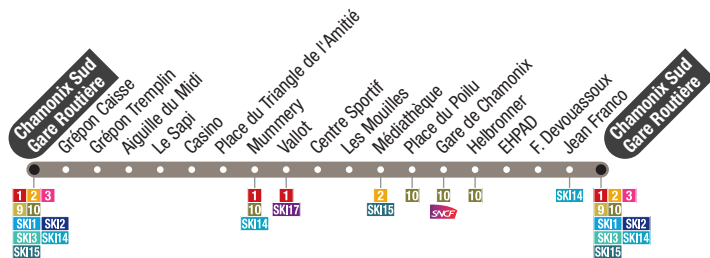 Chamonix Sud
Gare Routière
Grépon Caisse
Grépon Tremplin
Aiguille du Midi
Le Sapi
Casino
Place du Triangle de l'Amitié
Mummery
Vallot
Centre Sportif
Les Mouilles
Médiathèque
Place du Poilu
Gare de Chamonix
Helbronner
EHPAD
F. Devouassoux
Jean Franco
Chamonix Sud
Gare Routière
1 2 3
9 10
SKI1 SKI2
SKI3 SKI14
SKI15
1
10
SKI14
1
SKI17
2
SKI15
10
10
SNCF
10
SKI14
1 2 3
9 10
SKI1 SKI2
SKI3 SKI14
SKI15